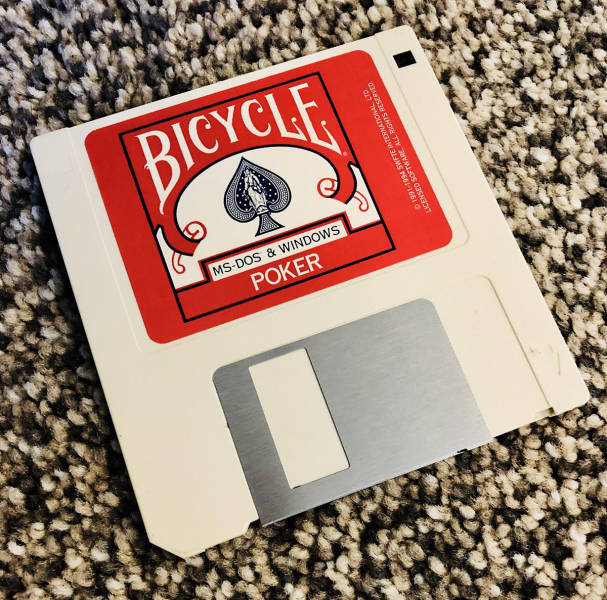 BICYCLE®
MS-DOS & WINDOWS
POKER
© 1991-1994 SWFTE INTERNATIONAL, LTD.
LICENSED SOFTWARE. ALL RIGHTS RESERVED.